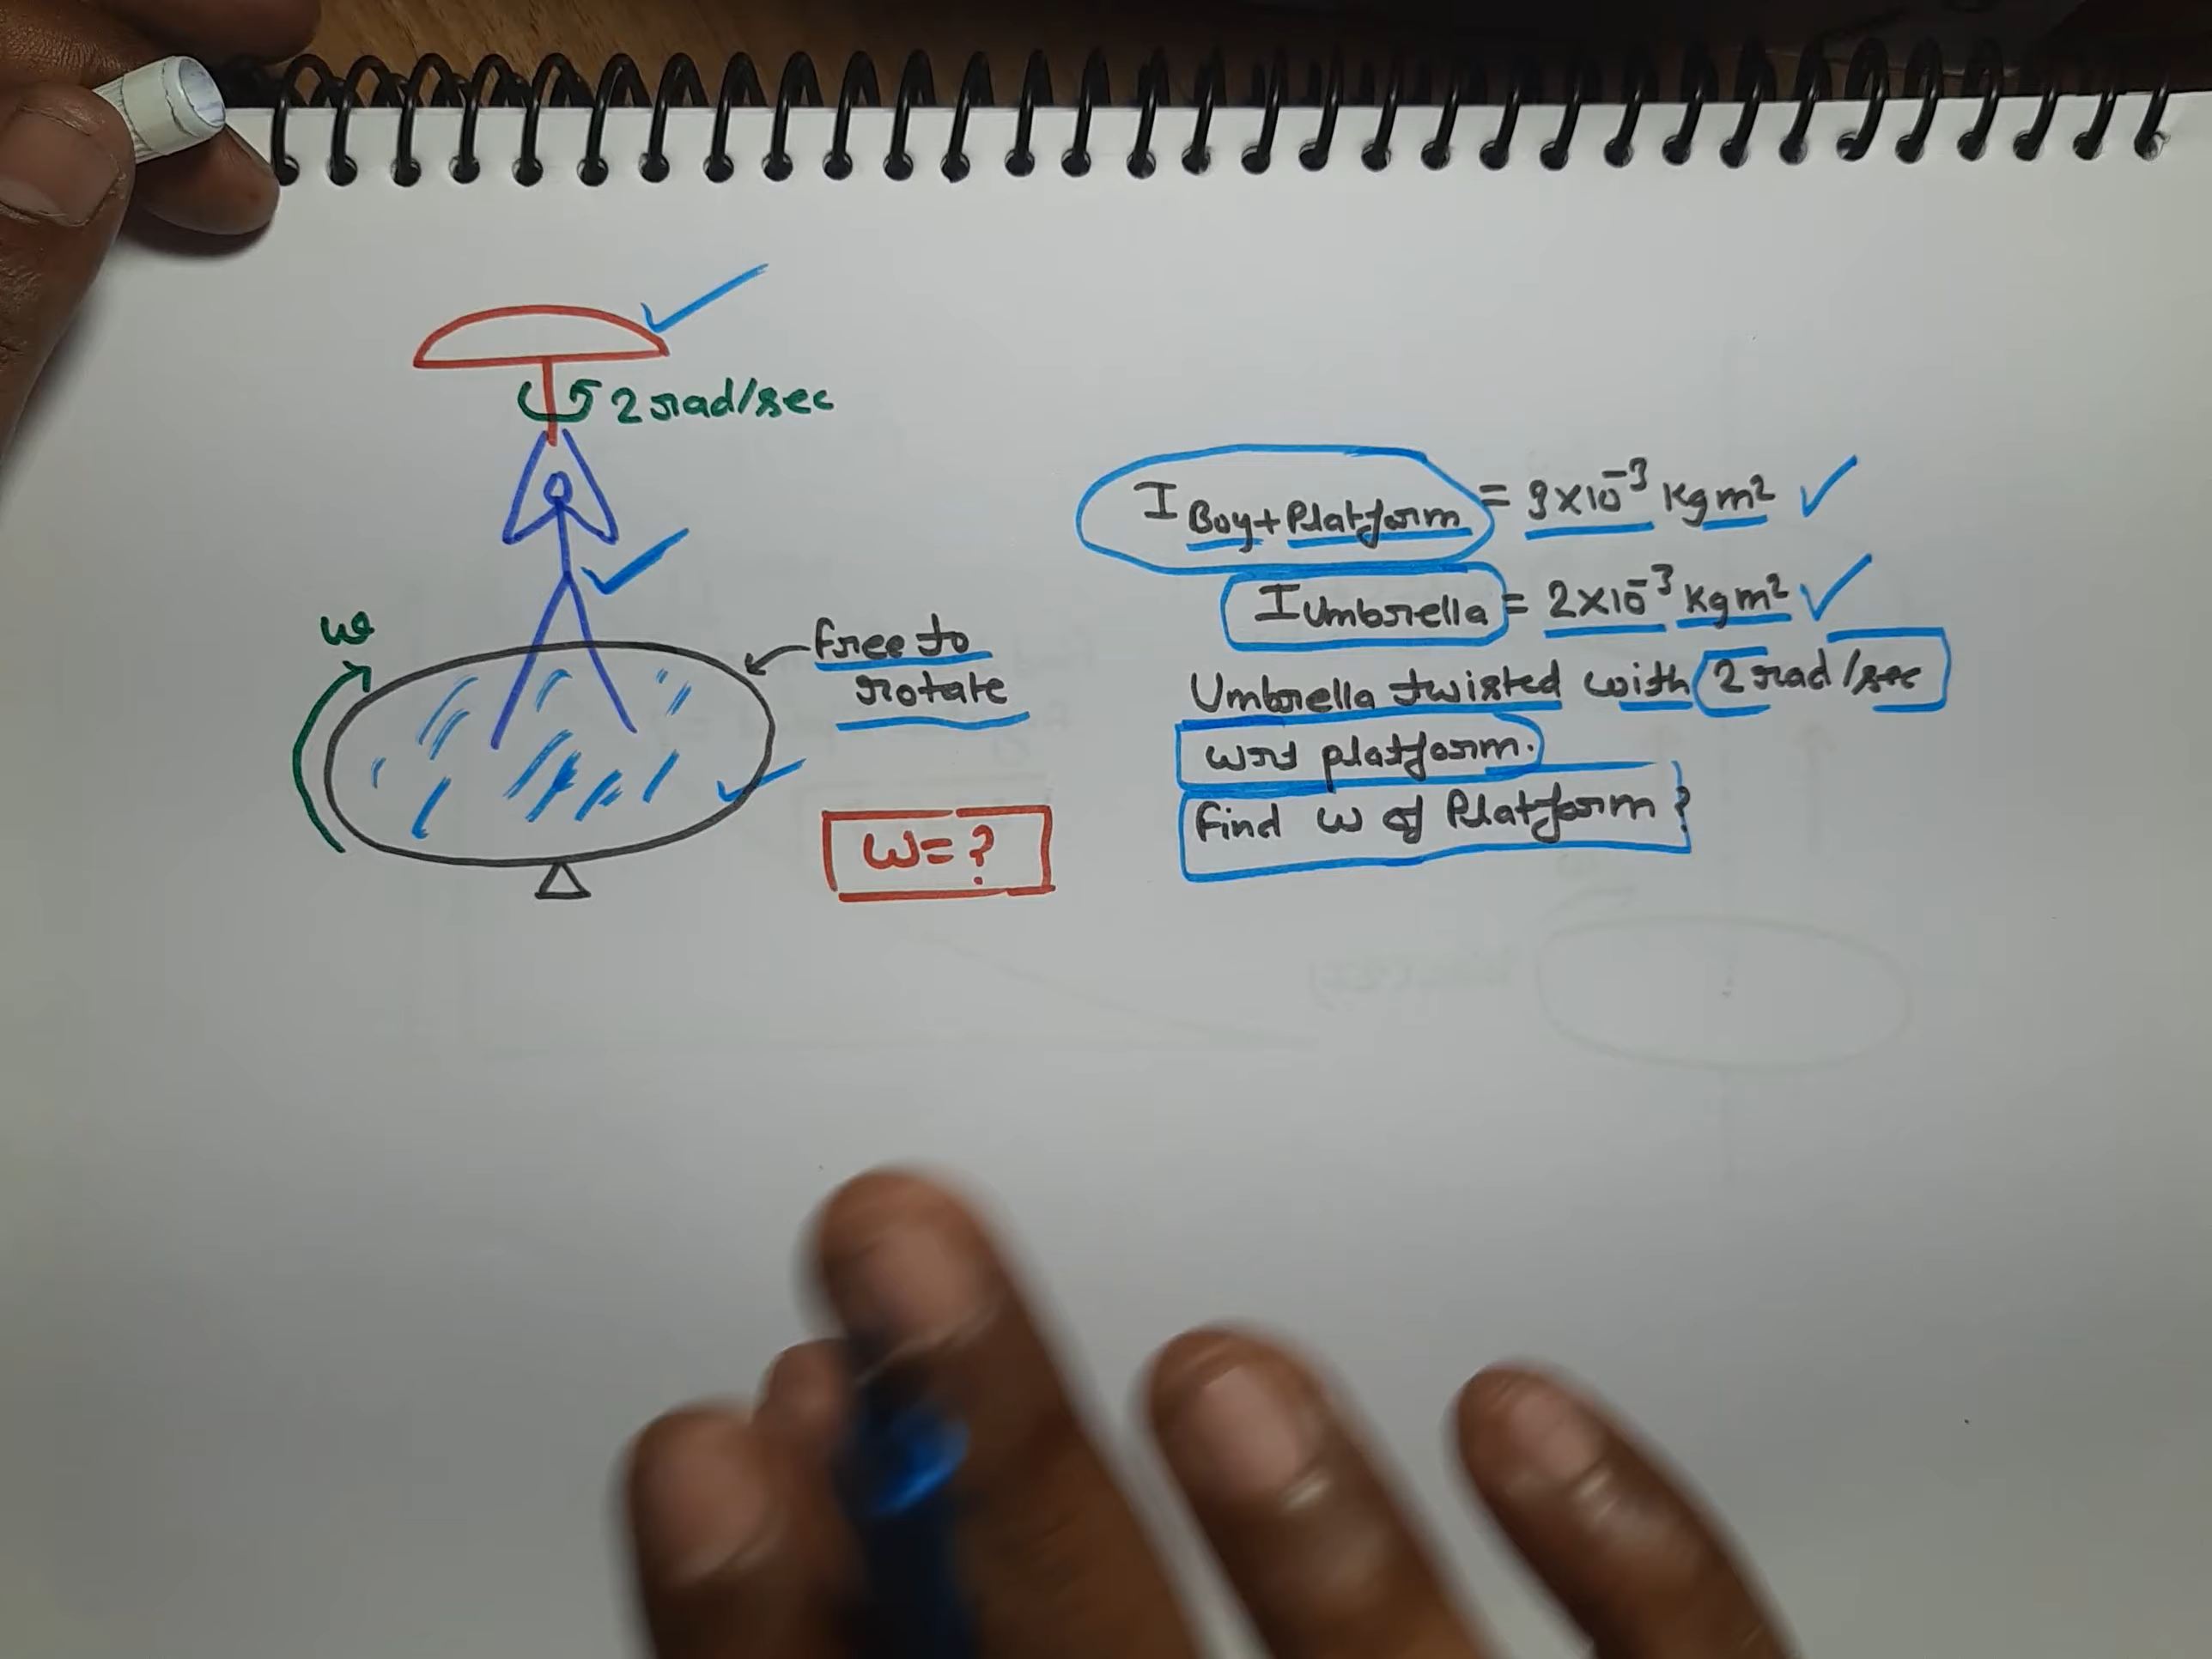 2 rad/sec
ω
free to
rotate
ω=?
I Boy+Platform = 3×10⁻³ Kg m²
I Umbrella = 2×10⁻³ Kg m²
Umbrella twisted with 2 rad/sec
wrt platform.
Find ω of Platform?